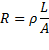 R = ρ L/A